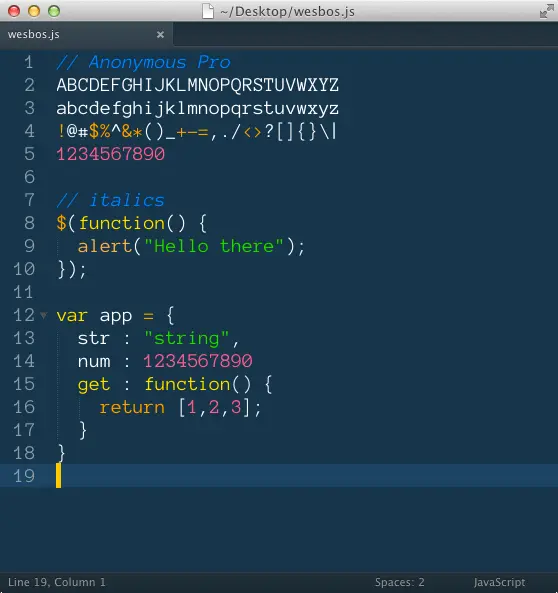 ~/Desktop/wesbos.js
wesbos.js ×
1 // Anonymous Pro
2 ABCDEFGHIJKLMNOPQRSTUVWXYZ
3 abcdefghijklmnopqrstuvwxyz
4 !@#$%^&*()_+-=,./<>?[]{}\|
5 1234567890
6
7 // italics
8 $(function() {
9   alert("Hello there");
10 });
11
12 var app = {
13   str : "string",
14   num : 1234567890
15   get : function() {
16     return [1,2,3];
17   }
18 }
19
Line 19, Column 1 Spaces: 2 JavaScript